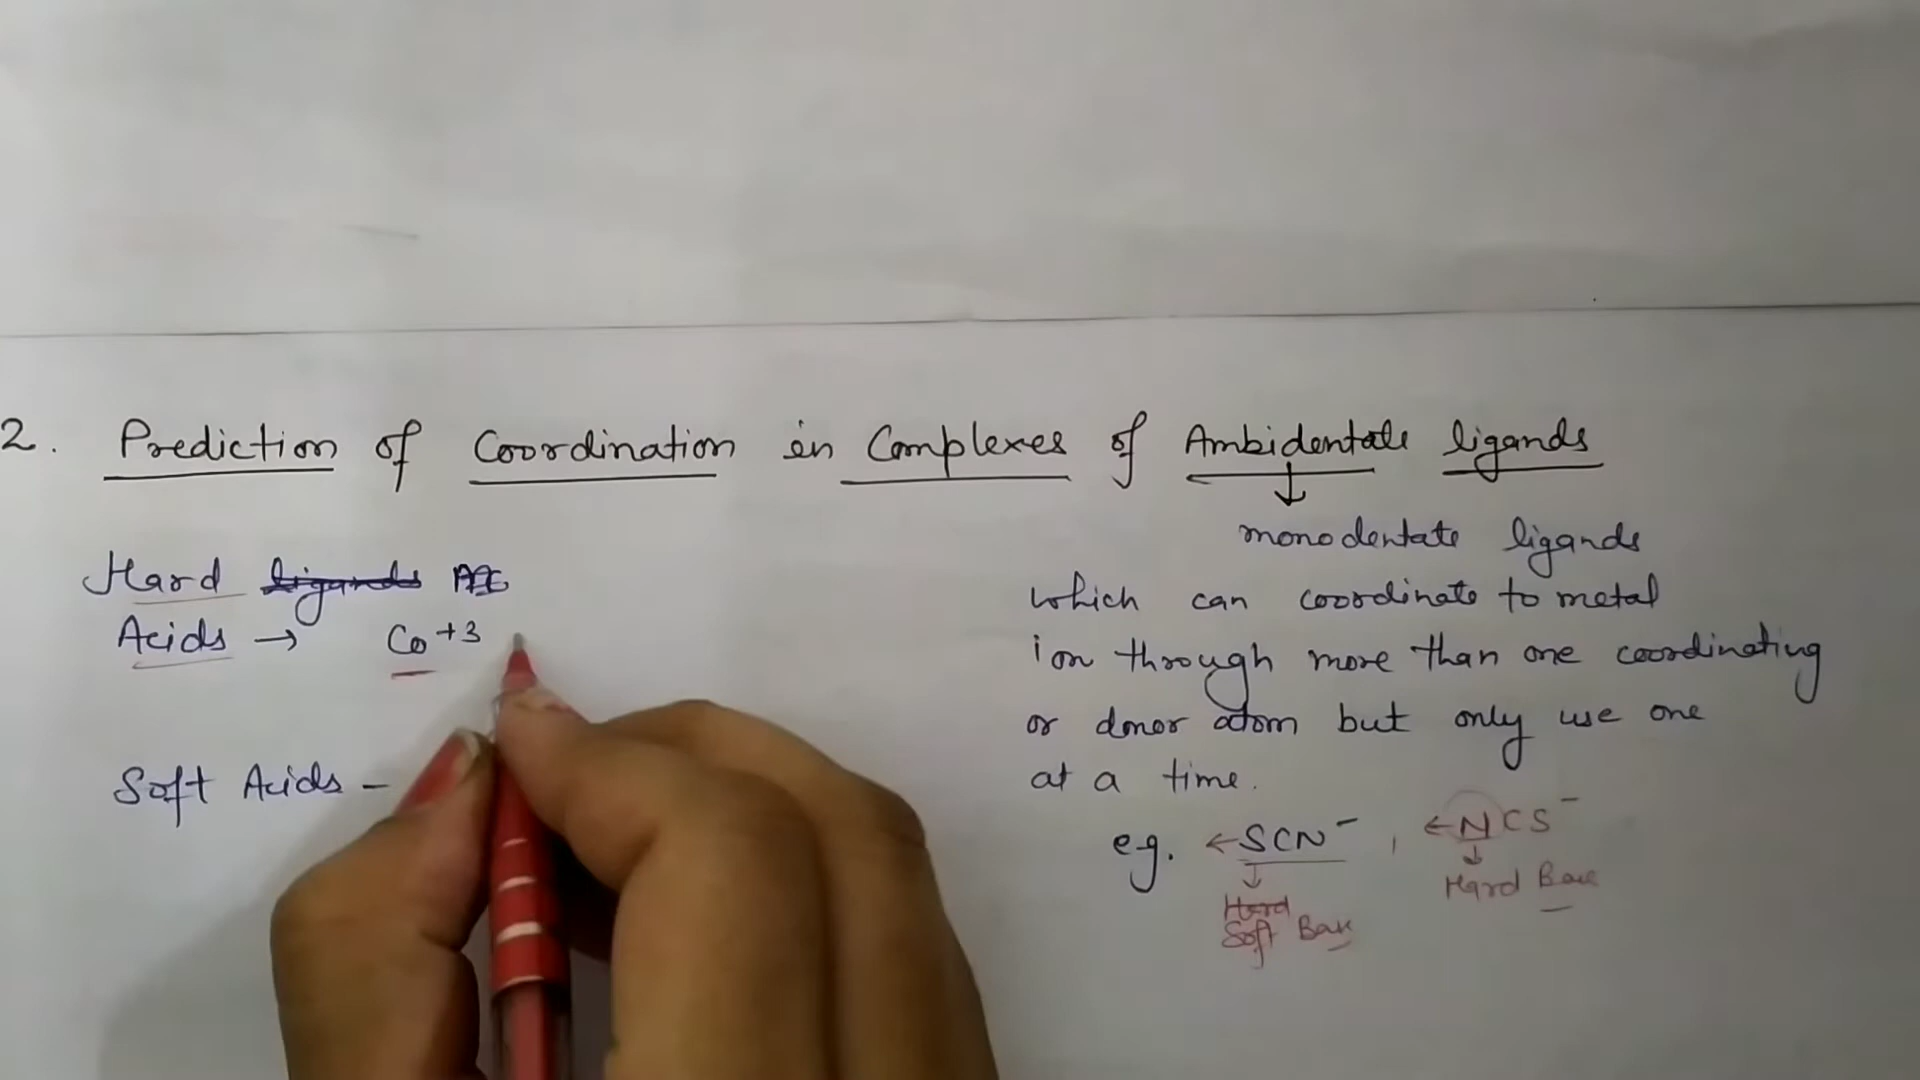 2. Prediction of Coordination in Complexes of Ambidentate ligands
↓
monodentate ligands
which can coordinate to metal
ion through more than one coordinating
or donor atom but only use one
at a time.
e.g. ←SCN⁻ , ←NCS⁻
↓ ↓
Hard Hard Base
Soft Base
Hard ligands
Acids → Co+3
Soft Acids –